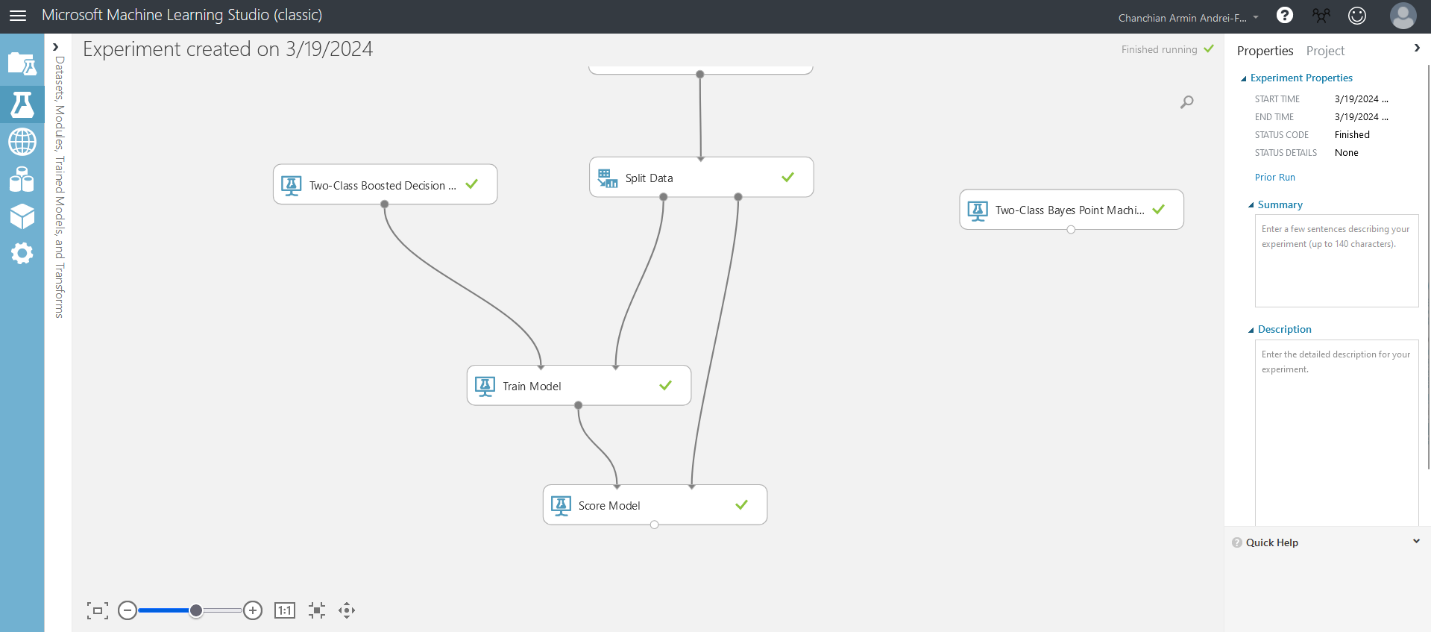 Microsoft Machine Learning Studio (classic)
Chanchian Armin Andrei-F...
Datasets, Modules, Trained Models, and Transforms
Experiment created on 3/19/2024
Finished running
Two-Class Boosted Decision ...
Split Data
Two-Class Bayes Point Machi...
Train Model
Score Model
1:1
Properties Project
Experiment Properties
START TIME 3/19/2024 ...
END TIME 3/19/2024 ...
STATUS CODE Finished
STATUS DETAILS None
Prior Run
Summary
Enter a few sentences describing your
experiment (up to 140 characters).
Description
Enter the detailed description for your
experiment.
Quick Help